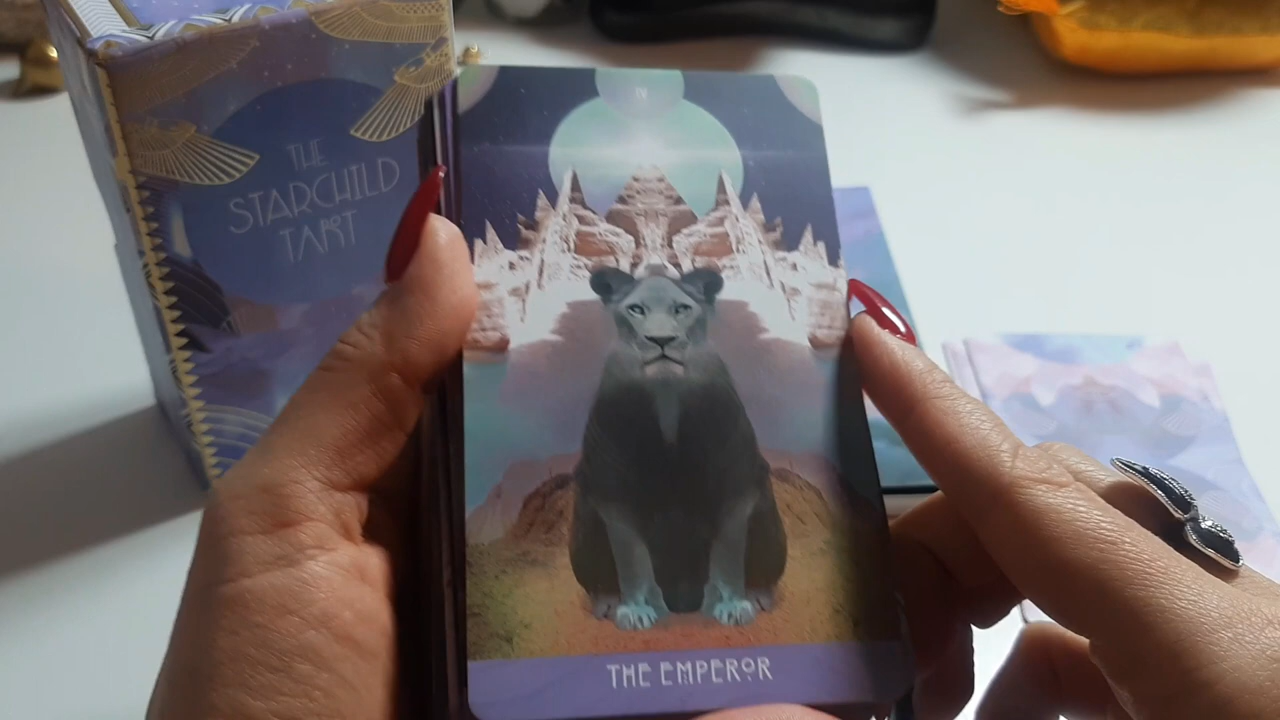 THE
STARCHILD
TAROT
IV
THE EMPEROR